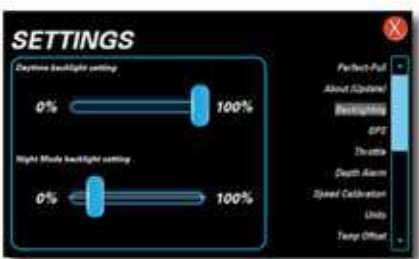 SETTINGS
X
Daytime backlight setting
0% 100%
Night Mode backlight setting
0% 100%
Perfect-Pull
About (Update)
Backlighting
GPS
Throttle
Depth Alarm
Speed Calibration
Units
Temp Offset